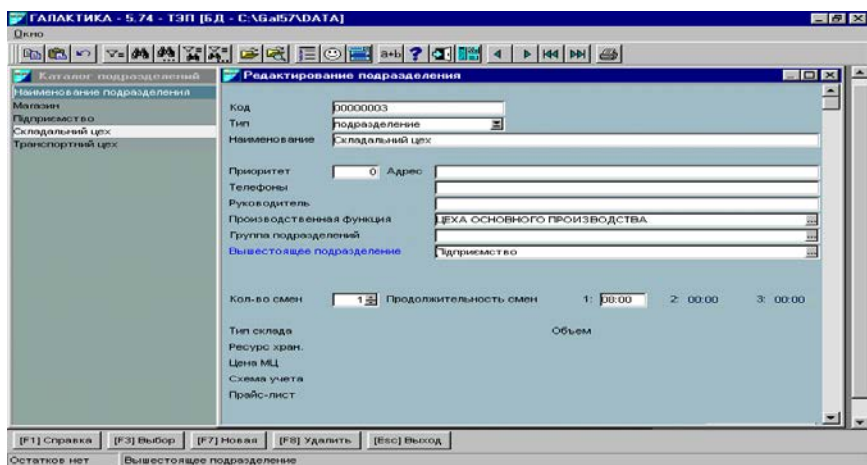 ГАЛАКТИКА - 5.74 - ТЭП [БД - C:\Gal57\DATA]
Окно
a+b ?
Каталог подразделений
Наименование подразделения
Магазин
Підприємство
Складальний цех
Транспортний цех
Редактирование подразделения
Код 00000003
Тип подразделение
Наименование Складальний цех
Приоритет 0 Адрес
Телефоны
Руководитель
Производственная функция ЦЕХА ОСНОВНОГО ПРОИЗВОДСТВА
Группа подразделений
Вышестоящее подразделение Підприємство
Кол-во смен 1 Продолжительность смен 1: 08:00 2: 00:00 3: 00:00
Тип склада Объем
Ресурс хран.
Цена МЦ
Схема учета
Прайс-лист
[F1] Справка [F3] Выбор [F7] Новая [F8] Удалить [Esc] Выход
Остатков нет Вышестоящее подразделение